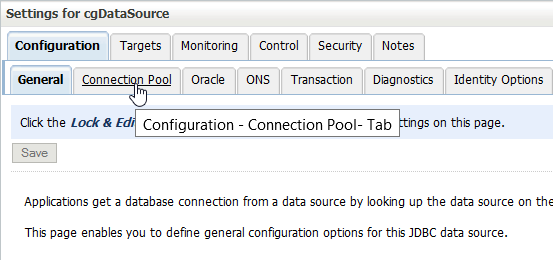 Settings for cgDataSource
Configuration Targets Monitoring Control Security Notes
General Connection Pool Oracle ONS Transaction Diagnostics Identity Options
Click the Lock & Edi ttings on this page.
Configuration - Connection Pool- Tab
Save
Applications get a database connection from a data source by looking up the data source on the
This page enables you to define general configuration options for this JDBC data source.